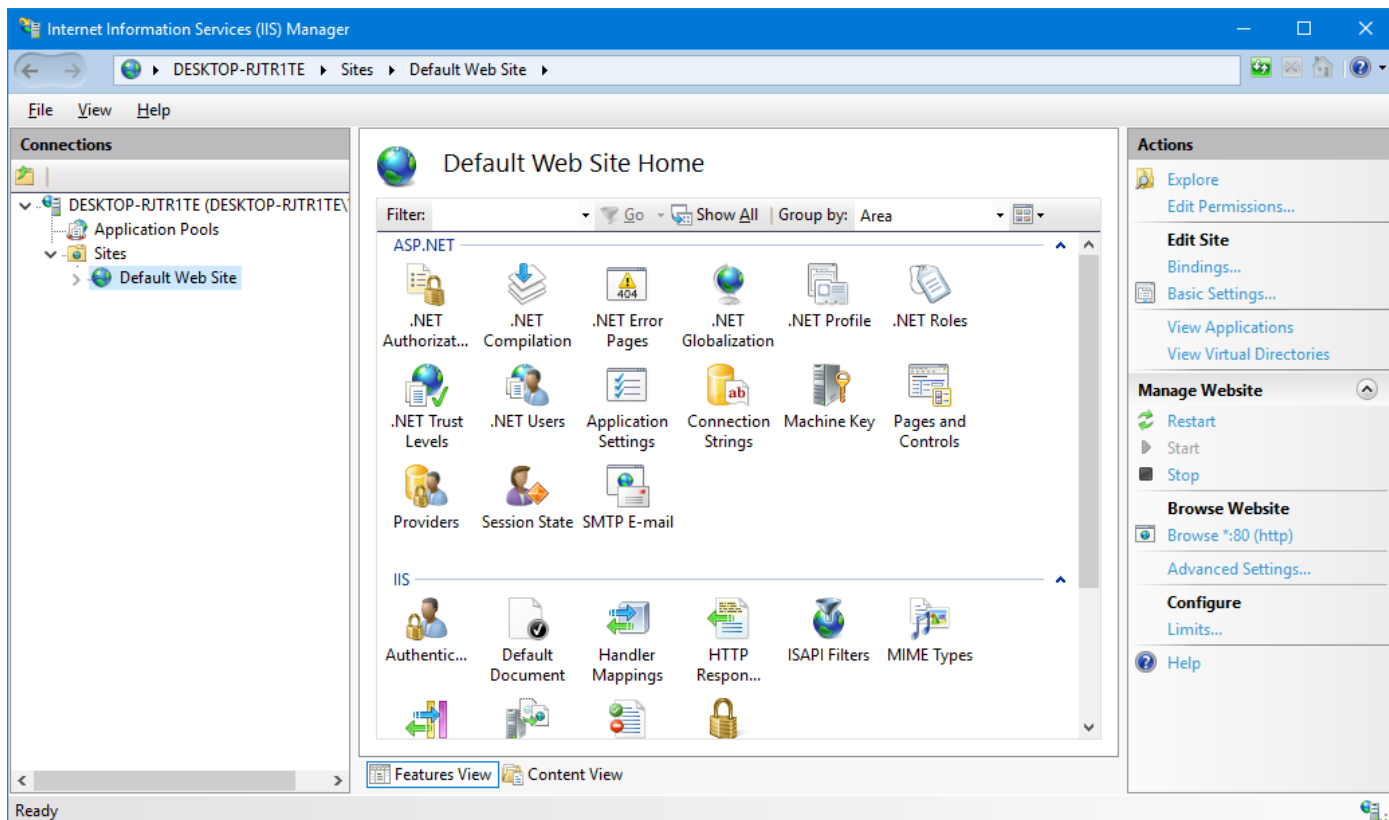 Internet Information Services (IIS) Manager
DESKTOP-RJTR1TE Sites Default Web Site
File View Help
Connections
DESKTOP-RJTR1TE (DESKTOP-RJTR1TE\
Application Pools
Sites
Default Web Site
Default Web Site Home
Filter: Go Show All Group by: Area
ASP.NET
.NET Authorizat...
.NET Compilation
404
.NET Error Pages
.NET Globalization
.NET Profile
.NET Roles
.NET Trust Levels
.NET Users
Application Settings
ab
Connection Strings
Machine Key
Pages and Controls
Providers
Session State
SMTP E-mail
IIS
Authentic...
Default Document
Handler Mappings
HTTP Respon...
ISAPI Filters
MIME Types
Features View Content View
Actions
Explore
Edit Permissions...
Edit Site
Bindings...
Basic Settings...
View Applications
View Virtual Directories
Manage Website
Restart
Start
Stop
Browse Website
Browse *:80 (http)
Advanced Settings...
Configure
Limits...
Help
Ready